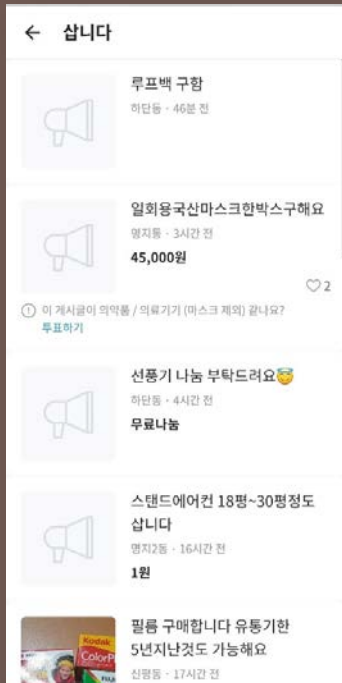 ← 삽니다
루프백 구함
하단동 · 46분 전
일회용국산마스크한박스구해요
명지동 · 3시간 전
45,000원
2
이 게시글이 의약품 / 의료기기 (마스크 제외) 같나요?
투표하기
선풍기 나눔 부탁드려요😇
하단동 · 4시간 전
무료나눔
스탠드에어컨 18평~30평정도
삽니다
명지2동 · 16시간 전
1원
필름 구매합니다 유통기한
5년지난것도 가능해요
신평동 · 17시간 전
Kodak
ColorP